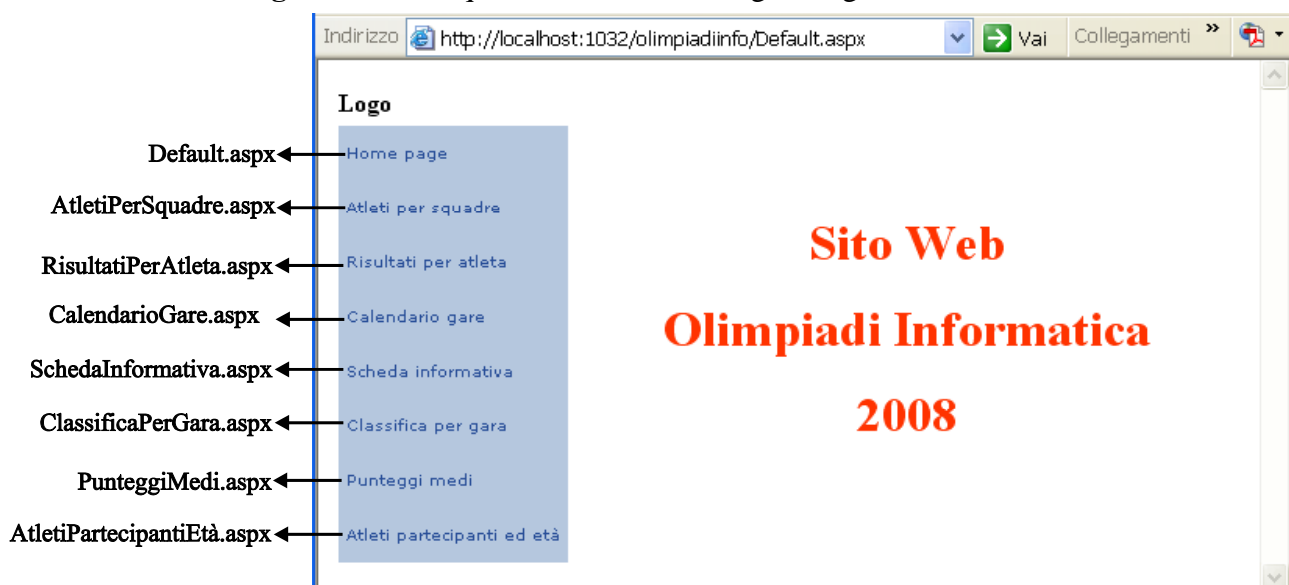 Indirizzo http://localhost:1032/olimpiadiinfo/Default.aspx Vai Collegamenti »
Logo
Default.aspx Home page
AtletiPerSquadre.aspx Atleti per squadre
RisultatiPerAtleta.aspx Risultati per atleta
CalendarioGare.aspx Calendario gare
SchedaInformativa.aspx Scheda informativa
ClassificaPerGara.aspx Classifica per gara
PunteggiMedi.aspx Punteggi medi
AtletiPartecipantiEtà.aspx Atleti partecipanti ed età
Sito Web
Olimpiadi Informatica
2008